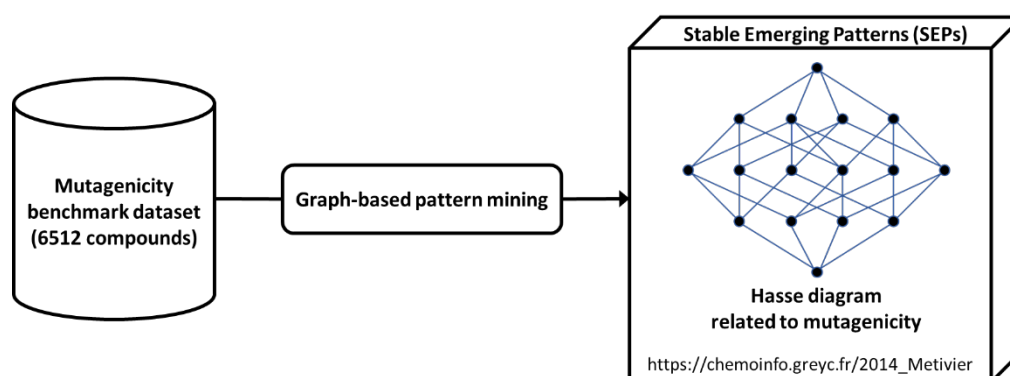 Stable Emerging Patterns (SEPs)
Mutagenicity
benchmark dataset
(6512 compounds)
Graph-based pattern mining
Hasse diagram
related to mutagenicity
https://chemoinfo.greyc.fr/2014_Metivier